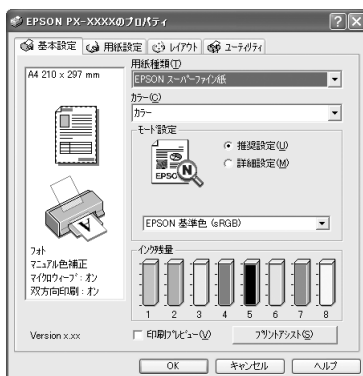 EPSON PX-XXXXのプロパティ
基本設定 用紙設定 レイアウト ユーティリティ
A4 210 x 297 mm
フォト
マニュアル色補正
マイクロウィーブ: オン
双方向印刷: オン
Version x.xx
用紙種類(T)
EPSON スーパーファイン紙
カラー(C)
カラー
モード設定
EPSO
N
推奨設定(U)
詳細設定(M)
EPSON 基準色 (sRGB)
インク残量
1 2 3 4 5 6 7 8
印刷プレビュー(V)
プリントアシスト(S)
OK キャンセル ヘルプ